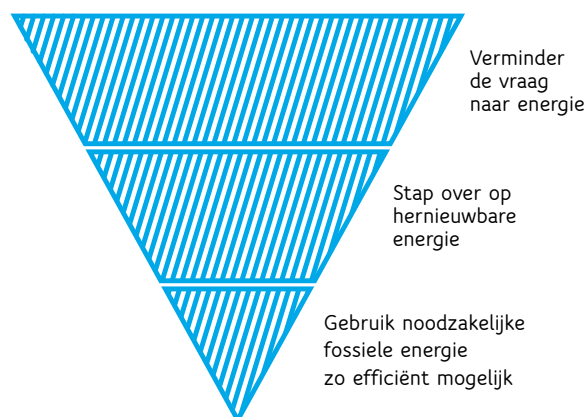 Verminder
de vraag
naar energie
Stap over op
hernieuwbare
energie
Gebruik noodzakelijke
fossiele energie
zo efficiënt mogelijk